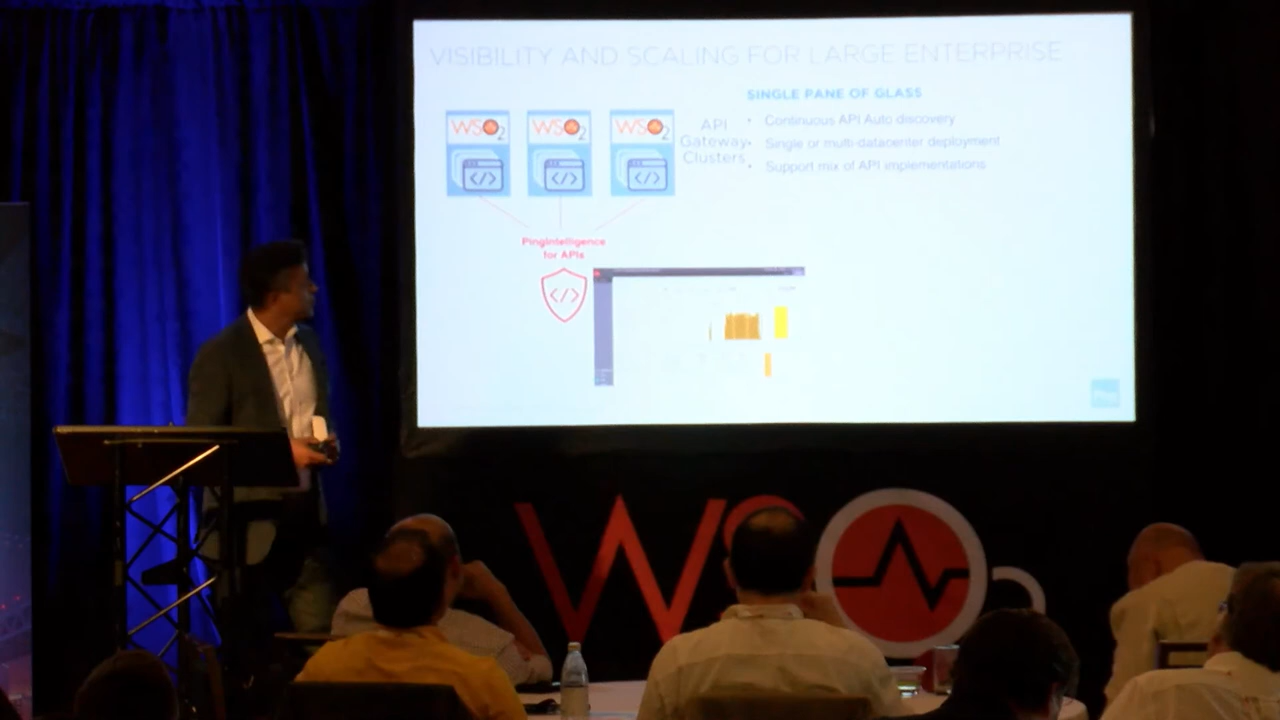 VISIBILITY AND SCALING FOR LARGE ENTERPRISE
SINGLE PANE OF GLASS
• Continuous API Auto discovery
• Single or multi-datacenter deployment
• Support mix of API implementations
WSO2 WSO2 WSO2
API
Gateway
Clusters
</> </> </>
PingIntelligence
for APIs
</>
Ping
WSO2